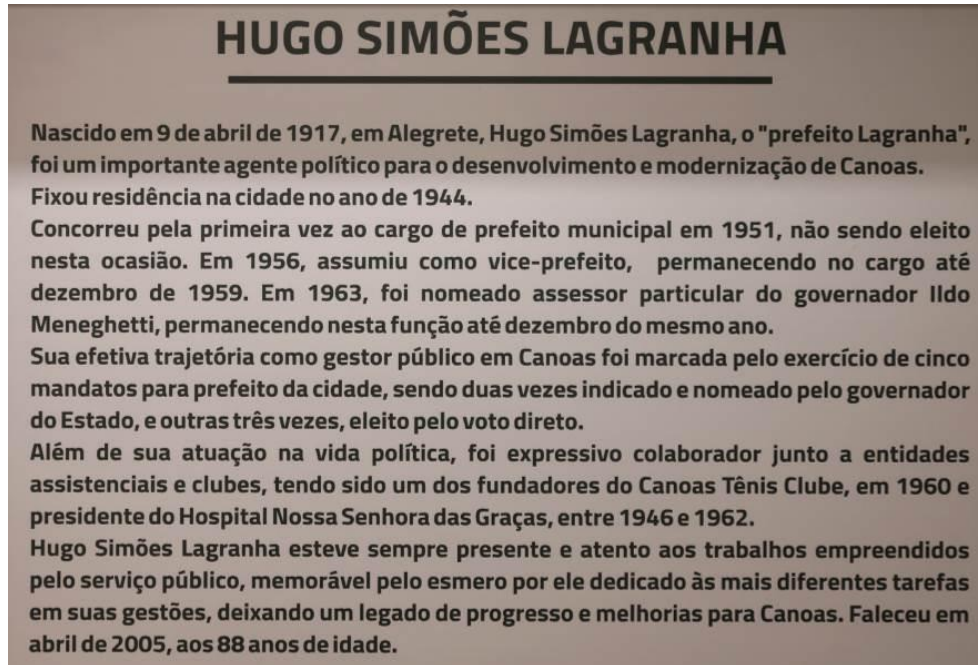 HUGO SIMÕES LAGRANHA
Nascido em 9 de abril de 1917, em Alegrete, Hugo Simões Lagranha, o "prefeito Lagranha",
foi um importante agente político para o desenvolvimento e modernização de Canoas.
Fixou residência na cidade no ano de 1944.
Concorreu pela primeira vez ao cargo de prefeito municipal em 1951, não sendo eleito
nesta ocasião. Em 1956, assumiu como vice-prefeito, permanecendo no cargo até
dezembro de 1959. Em 1963, foi nomeado assessor particular do governador Ildo
Meneghetti, permanecendo nesta função até dezembro do mesmo ano.
Sua efetiva trajetória como gestor público em Canoas foi marcada pelo exercício de cinco
mandatos para prefeito da cidade, sendo duas vezes indicado e nomeado pelo governador
do Estado, e outras três vezes, eleito pelo voto direto.
Além de sua atuação na vida política, foi expressivo colaborador junto a entidades
assistenciais e clubes, tendo sido um dos fundadores do Canoas Tênis Clube, em 1960 e
presidente do Hospital Nossa Senhora das Graças, entre 1946 e 1962.
Hugo Simões Lagranha esteve sempre presente e atento aos trabalhos empreendidos
pelo serviço público, memorável pelo esmero por ele dedicado às mais diferentes tarefas
em suas gestões, deixando um legado de progresso e melhorias para Canoas. Faleceu em
abril de 2005, aos 88 anos de idade.